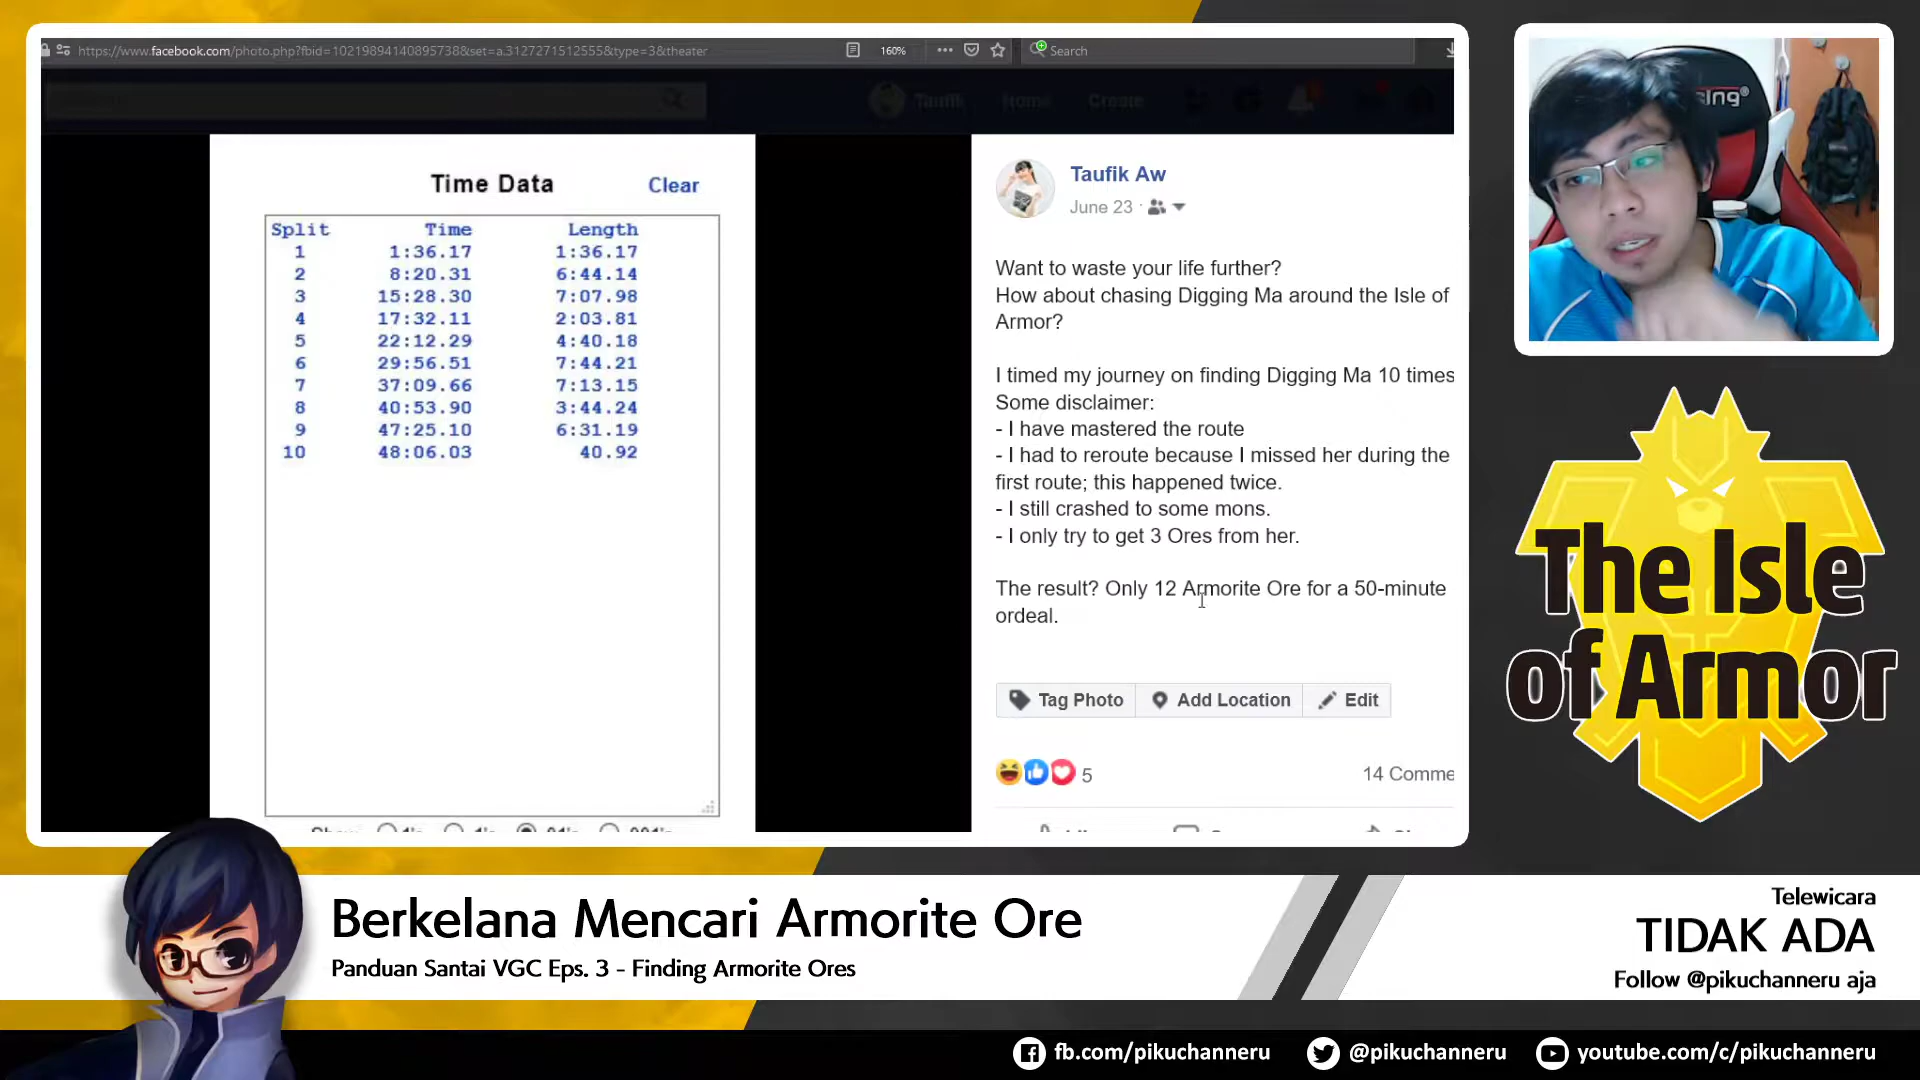 https://www.facebook.com/photo.php?fbid=10219894140895738&set=a.3127271512555&type=3&theater
160%
Search
Taufik
Home
Create
Time Data
Clear
Split Time Length
1 1:36.17 1:36.17
2 8:20.31 6:44.14
3 15:28.30 7:07.98
4 17:32.11 2:03.81
5 22:12.29 4:40.18
6 29:56.51 7:44.21
7 37:09.66 7:13.15
8 40:53.90 3:44.24
9 47:25.10 6:31.19
10 48:06.03 40.92
Taufik Aw
June 23
Want to waste your life further?
How about chasing Digging Ma around the Isle of
Armor?
I timed my journey on finding Digging Ma 10 times
Some disclaimer:
- I have mastered the route
- I had to reroute because I missed her during the
first route; this happened twice.
- I still crashed to some mons.
- I only try to get 3 Ores from her.
The result? Only 12 Armorite Ore for a 50-minute
ordeal.
Tag Photo
Add Location
Edit
5
14 Comme
The Isle
of Armor
Berkelana Mencari Armorite Ore
Panduan Santai VGC Eps. 3 - Finding Armorite Ores
Telewicara
TIDAK ADA
Follow @pikuchanneru aja
fb.com/pikuchanneru
@pikuchanneru
youtube.com/c/pikuchanneru